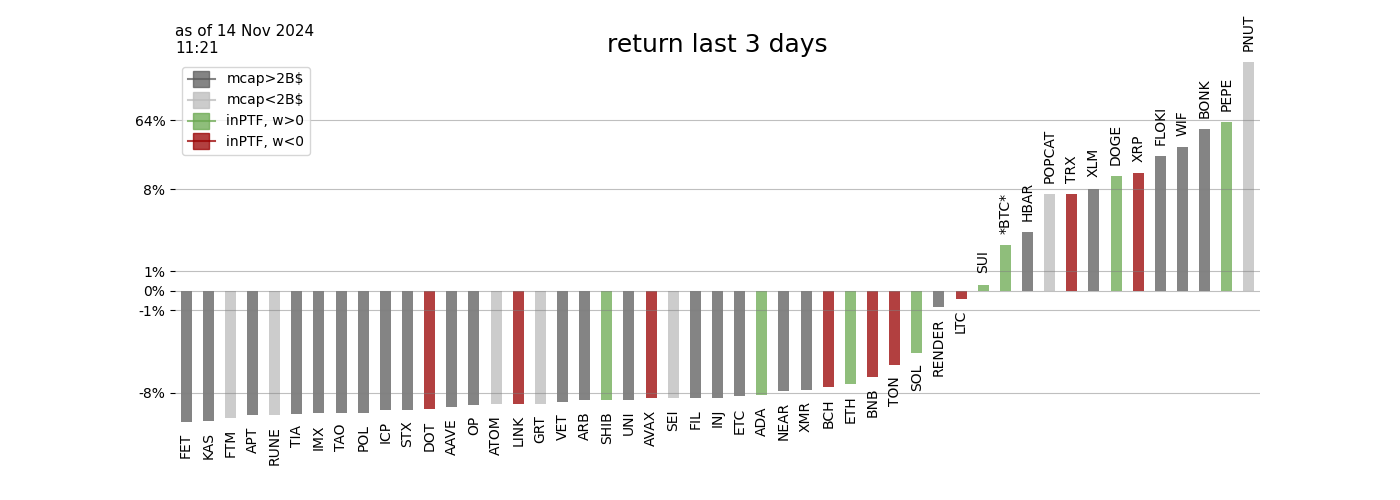 as of 14 Nov 2024
11:21
return last 3 days
mcap>2B$
mcap<2B$
inPTF, w>0
inPTF, w<0
64%
8%
1%
0%
-1%
-8%
FET
KAS
FTM
APT
RUNE
TIA
IMX
TAO
POL
ICP
STX
DOT
AAVE
OP
ATOM
LINK
GRT
VET
ARB
SHIB
UNI
AVAX
SEI
FIL
INJ
ETC
ADA
NEAR
XMR
BCH
ETH
BNB
TON
SOL
RENDER
LTC
SUI
*BTC*
HBAR
POPCAT
TRX
XLM
DOGE
XRP
FLOKI
WIF
BONK
PEPE
PNUT